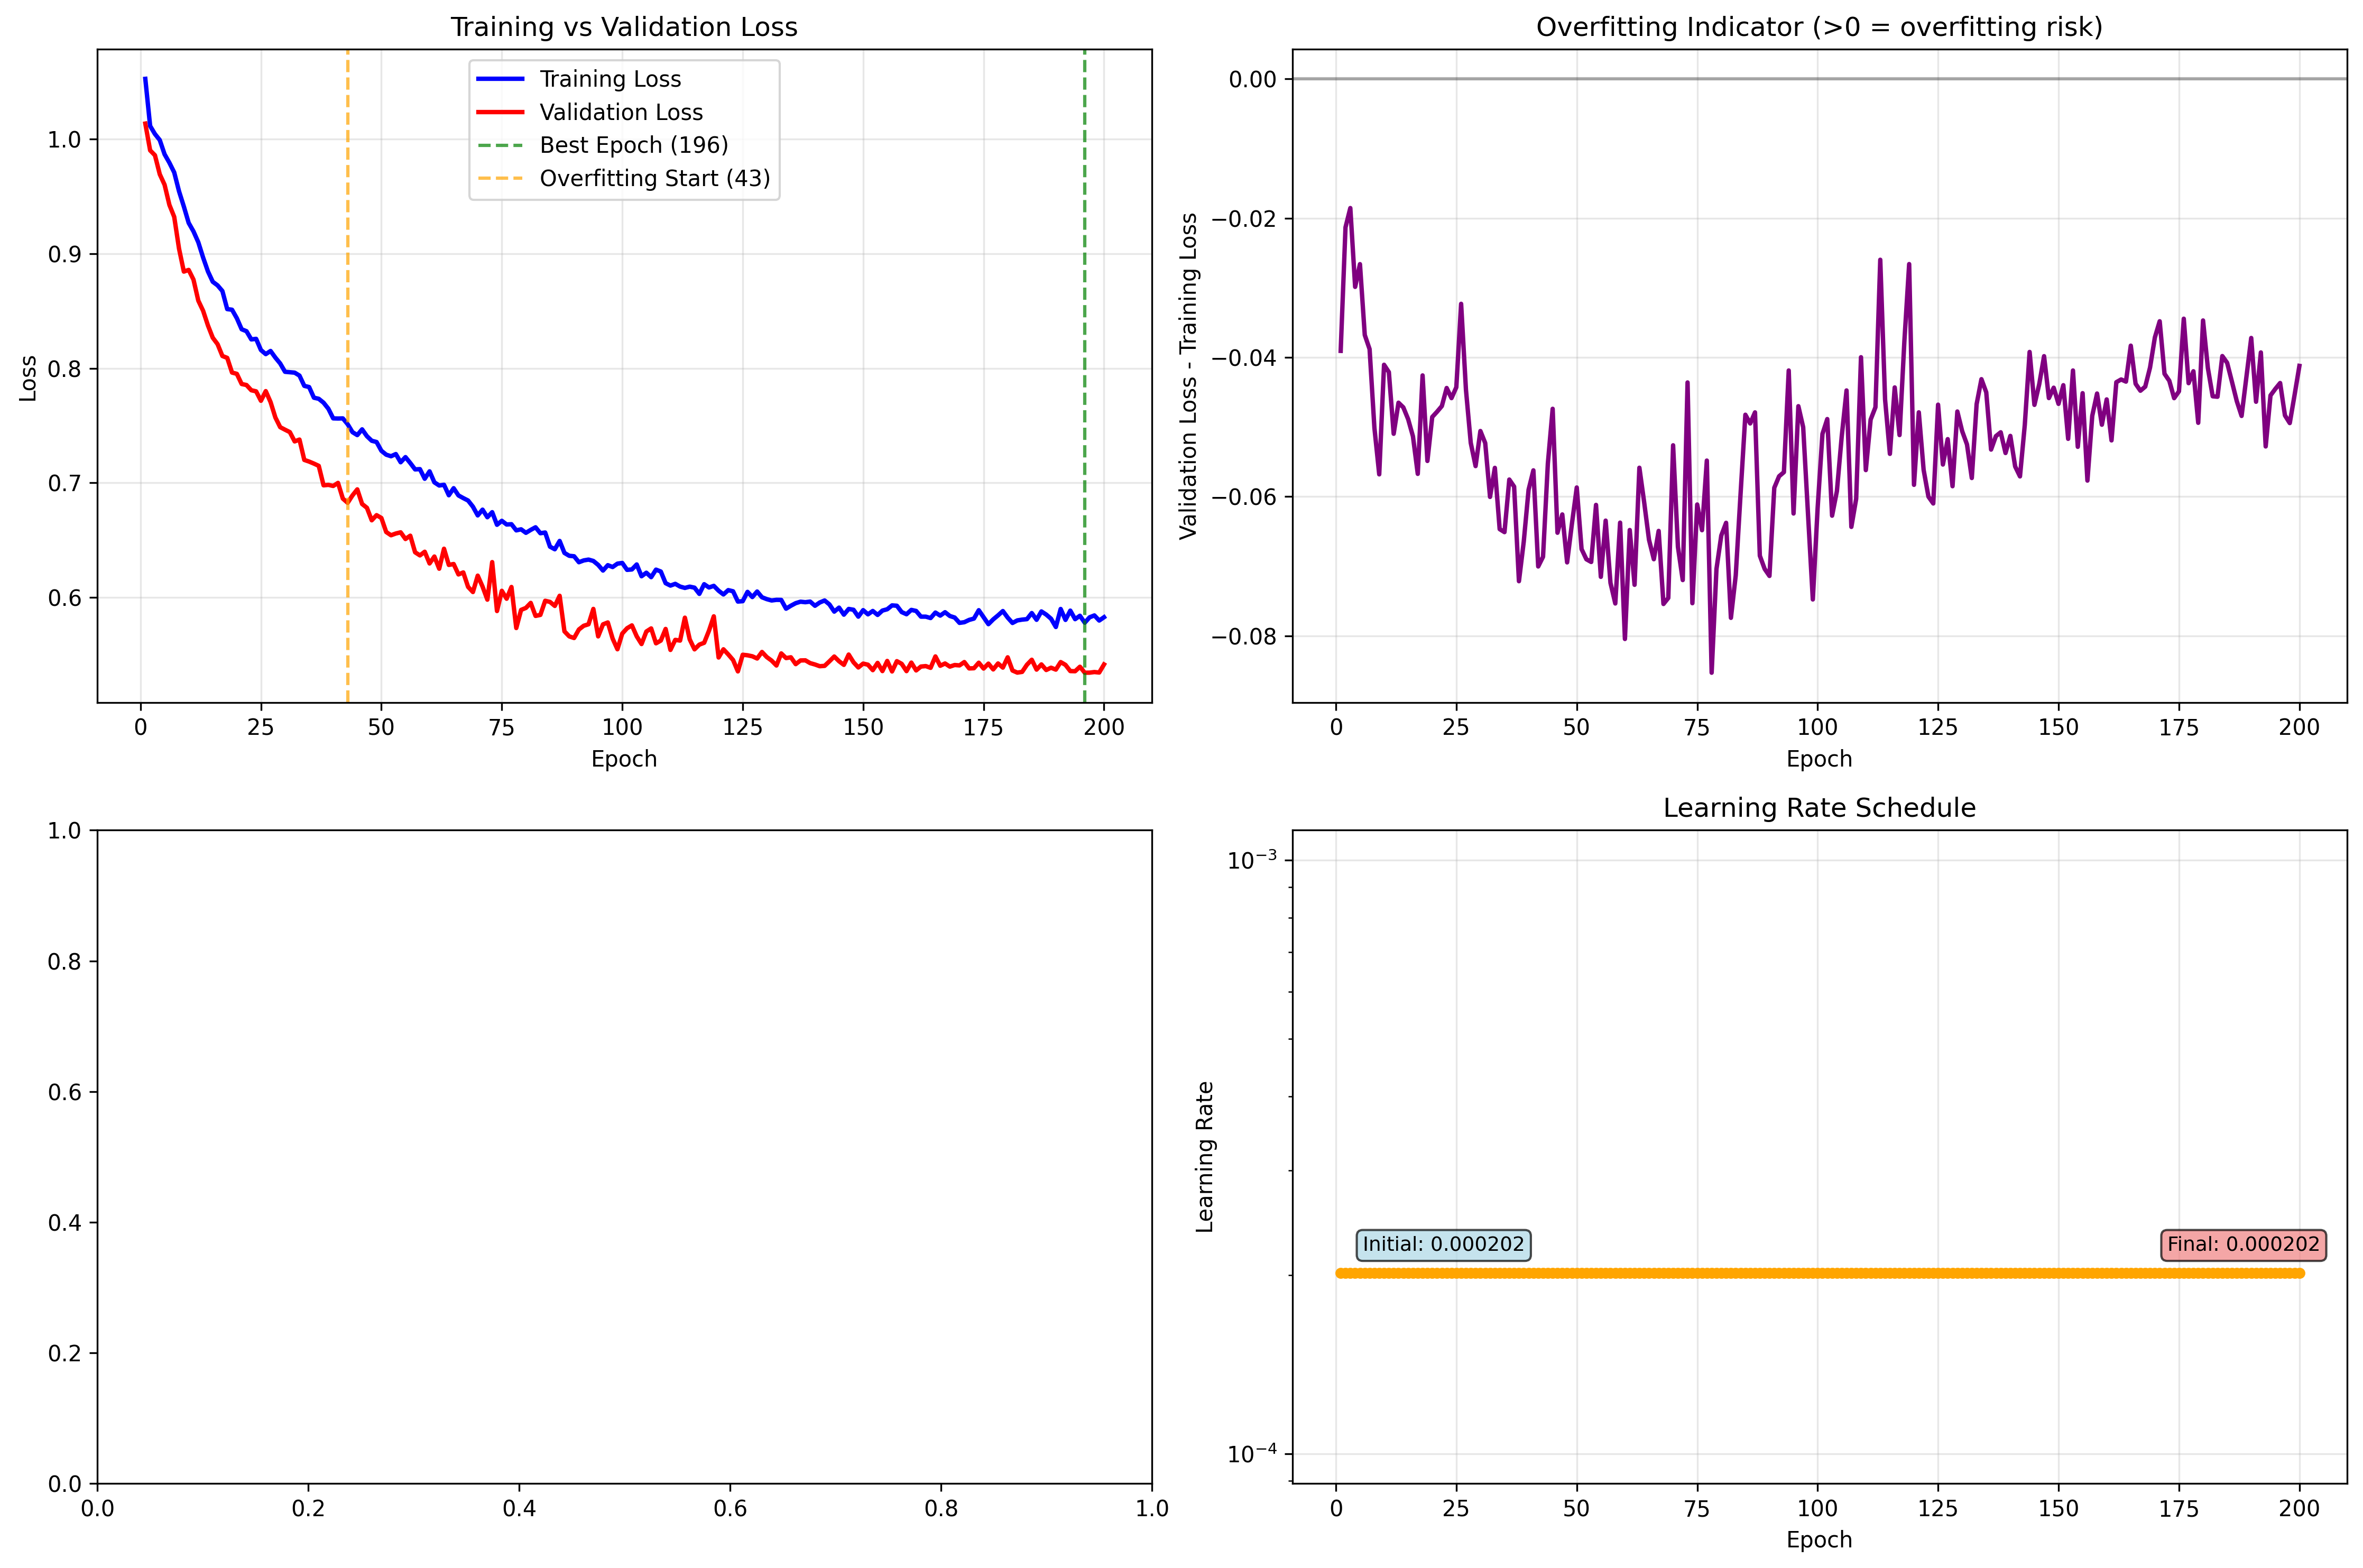 Training vs Validation Loss
Training Loss
Validation Loss
Best Epoch (196)
Overfitting Start (43)
Loss
1.0
0.9
0.8
0.7
0.6
0 25 50 75 100 125 150 175 200
Epoch
Overfitting Indicator (>0 = overfitting risk)
Validation Loss - Training Loss
0.00
−0.02
−0.04
−0.06
−0.08
0 25 50 75 100 125 150 175 200
Epoch
1.0
0.8
0.6
0.4
0.2
0.0
0.0 0.2 0.4 0.6 0.8 1.0
Learning Rate Schedule
Learning Rate
10⁻³
Initial: 0.000202
Final: 0.000202
10⁻⁴
0 25 50 75 100 125 150 175 200
Epoch